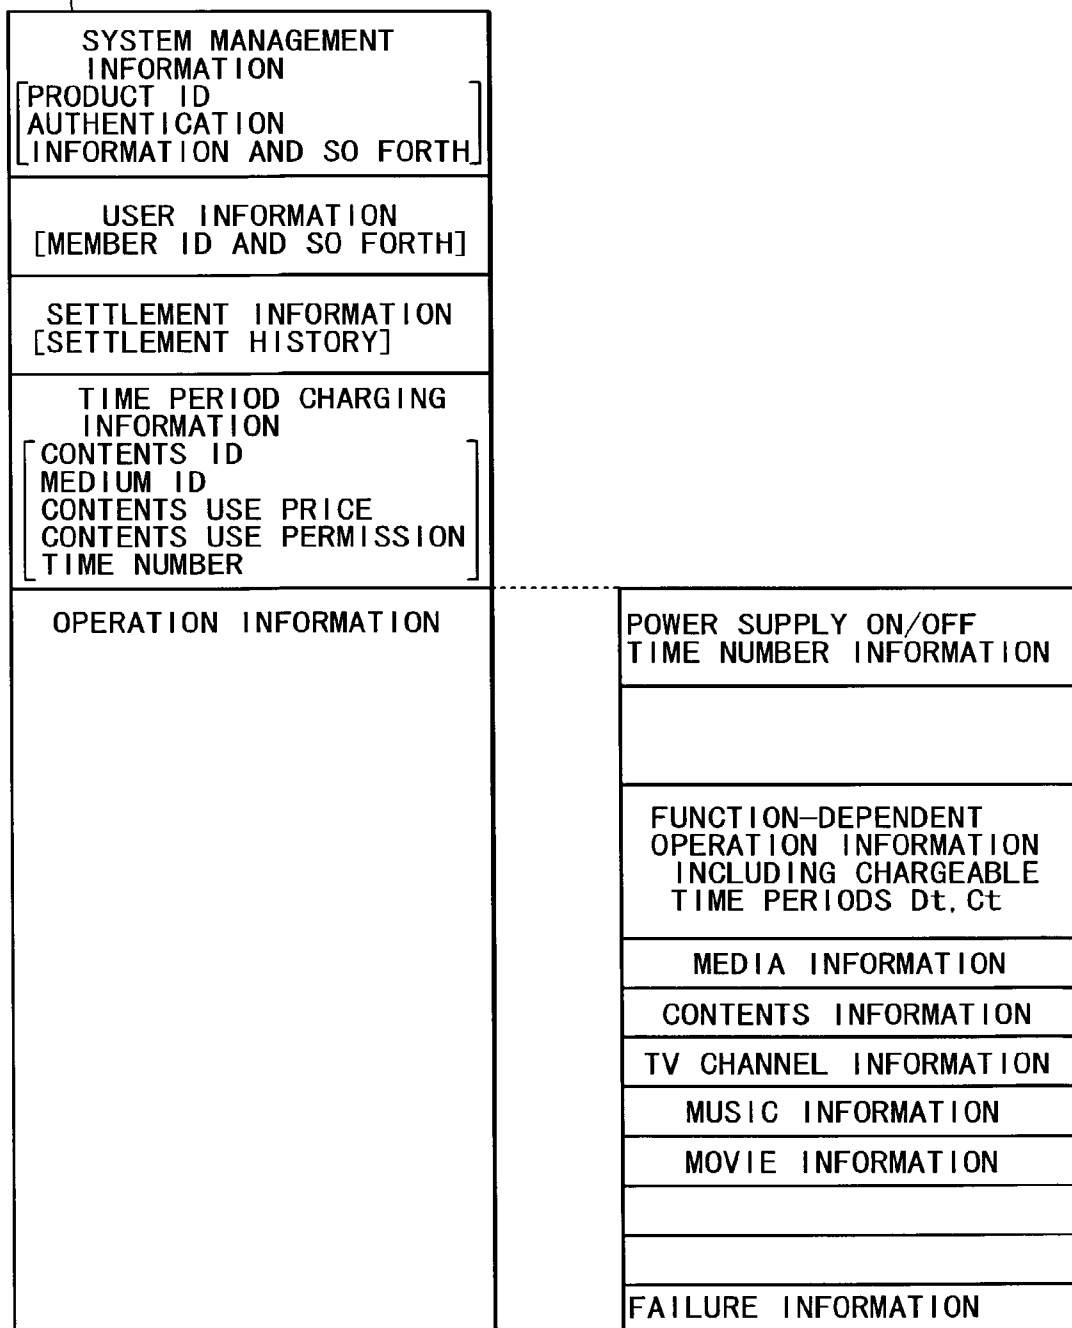 SYSTEM MANAGEMENT
INFORMATION
[PRODUCT ID
AUTHENTICATION
INFORMATION AND SO FORTH]
USER INFORMATION
[MEMBER ID AND SO FORTH]
SETTLEMENT INFORMATION
[SETTLEMENT HISTORY]
TIME PERIOD CHARGING
INFORMATION
[CONTENTS ID
MEDIUM ID
CONTENTS USE PRICE
CONTENTS USE PERMISSION
TIME NUMBER]
OPERATION INFORMATION
POWER SUPPLY ON/OFF
TIME NUMBER INFORMATION
FUNCTION-DEPENDENT
OPERATION INFORMATION
INCLUDING CHARGEABLE
TIME PERIODS Dt, Ct
MEDIA INFORMATION
CONTENTS INFORMATION
TV CHANNEL INFORMATION
MUSIC INFORMATION
MOVIE INFORMATION
FAILURE INFORMATION